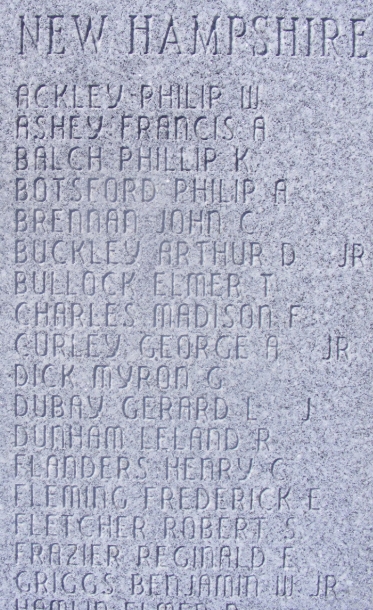 NEW HAMPSHIRE
ACKLEY PHILIP W
ASHEY FRANCIS A
BALCH PHILLIP K
BOTSFORD PHILIP A
BRENNAN JOHN C
BUCKLEY ARTHUR D JR
BULLOCK ELMER T
CHARLES MADISON F
CURLEY GEORGE A JR
DICK MYRON G
DUBAY GERARD L J
DUNHAM LELAND R
FLANDERS HENRY C
FLEMING FREDERICK E
FLETCHER ROBERT S
FRAZIER REGINALD E
GRIGGS BENJAMIN W JR
HAMLIN ELMER